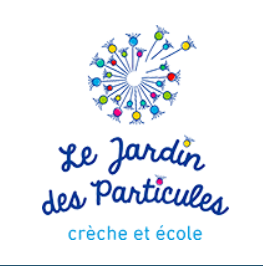 Le Jardin
des Particules
crèche et école